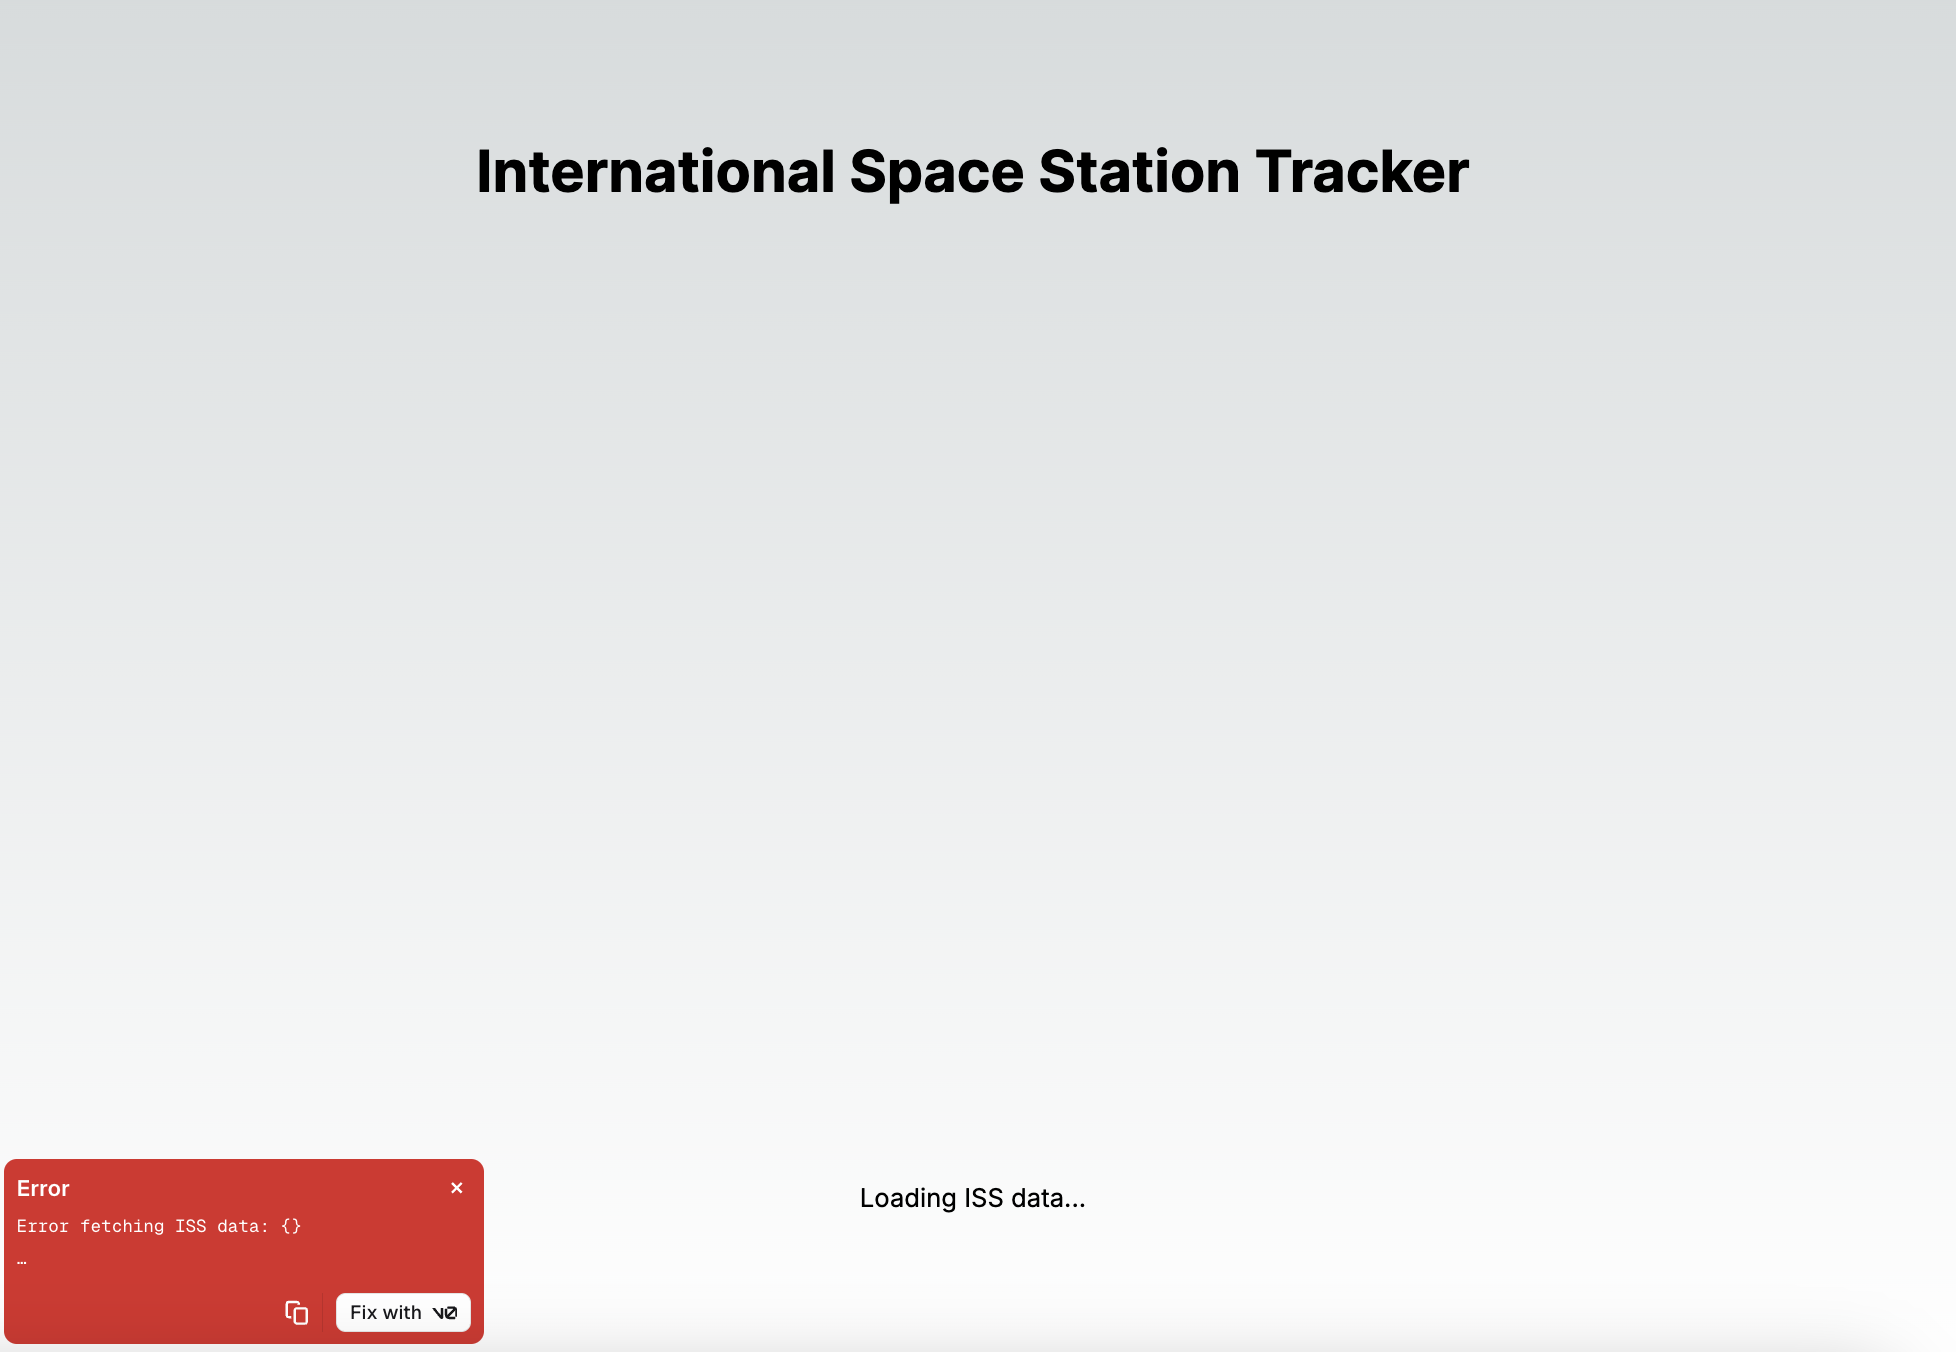 International Space Station Tracker
Loading ISS data...
Error ×
Error fetching ISS data: {}
…
Fix with v0